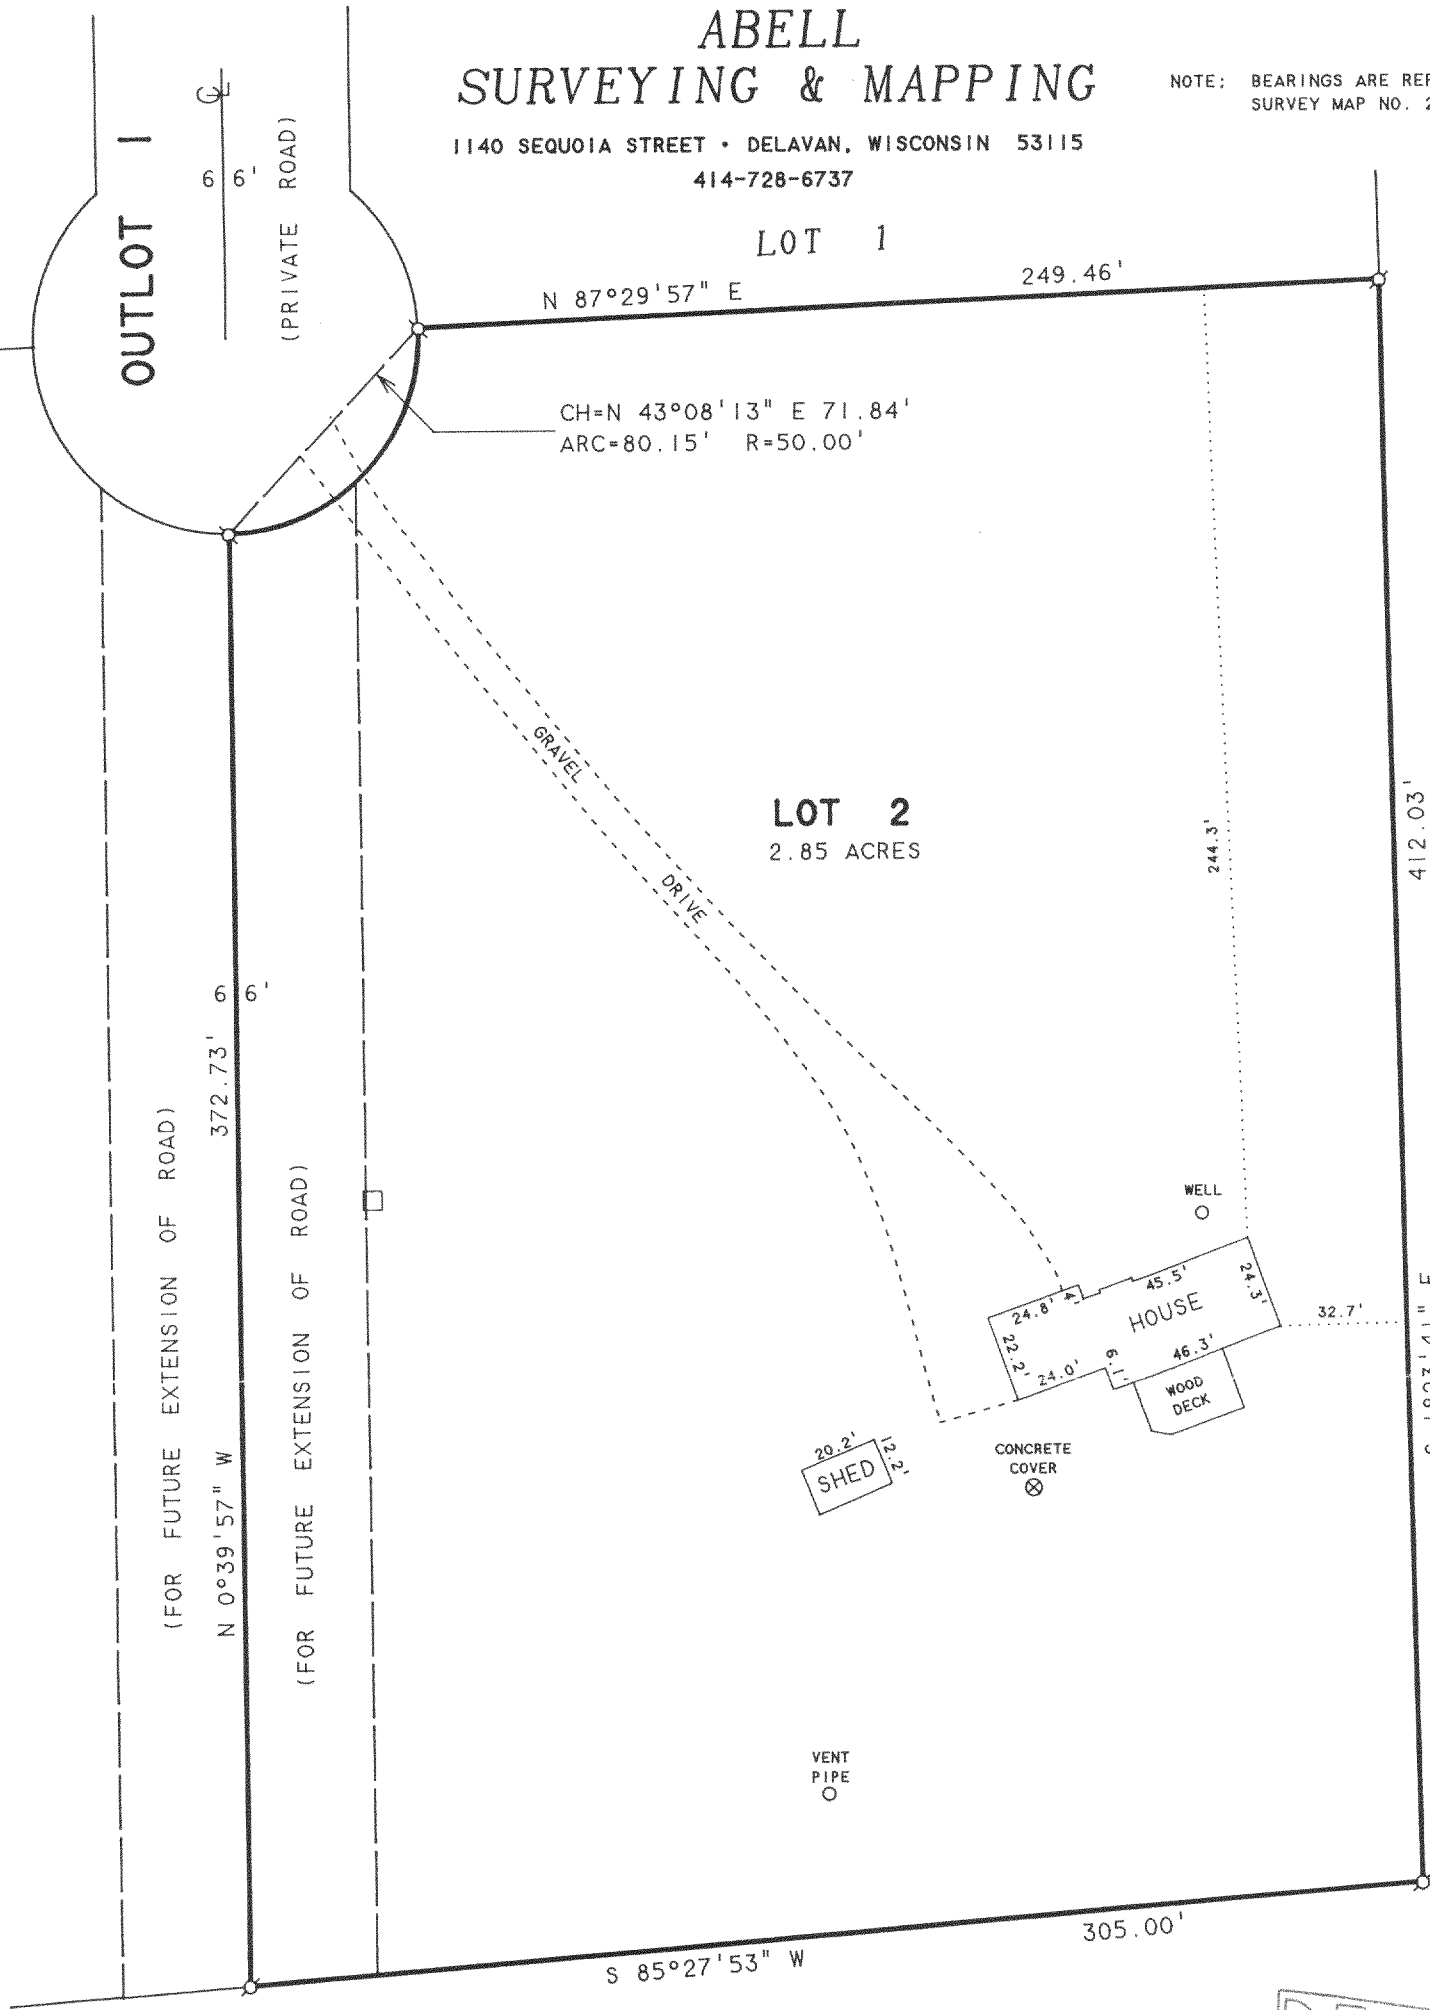 ABELL
SURVEYING & MAPPING
1140 SEQUOIA STREET • DELAVAN, WISCONSIN 53115
414-728-6737
NOTE: BEARINGS ARE
SURVEY MAP NO.
OUTLOT 1
66'
(PRIVATE ROAD)
LOT 1
N 87°29'57" E
249.46'
CH=N 43°08'13" E 71.84'
ARC=80.15' R=50.00'
GRAVEL
DRIVE
LOT 2
2.85 ACRES
244.3'
412.03'
66'
372.73'
N 0°39'57" W
(FOR FUTURE EXTENSION OF ROAD)
(FOR FUTURE EXTENSION OF ROAD)
WELL
45.5'
24.3'
HOUSE
24.8'
4'
22.2'
24.0'
6.1'
46.3'
32.7'
WOOD
DECK
20.2'
12.2'
SHED
CONCRETE
COVER
VENT
PIPE
S 85°27'53" W
305.00'